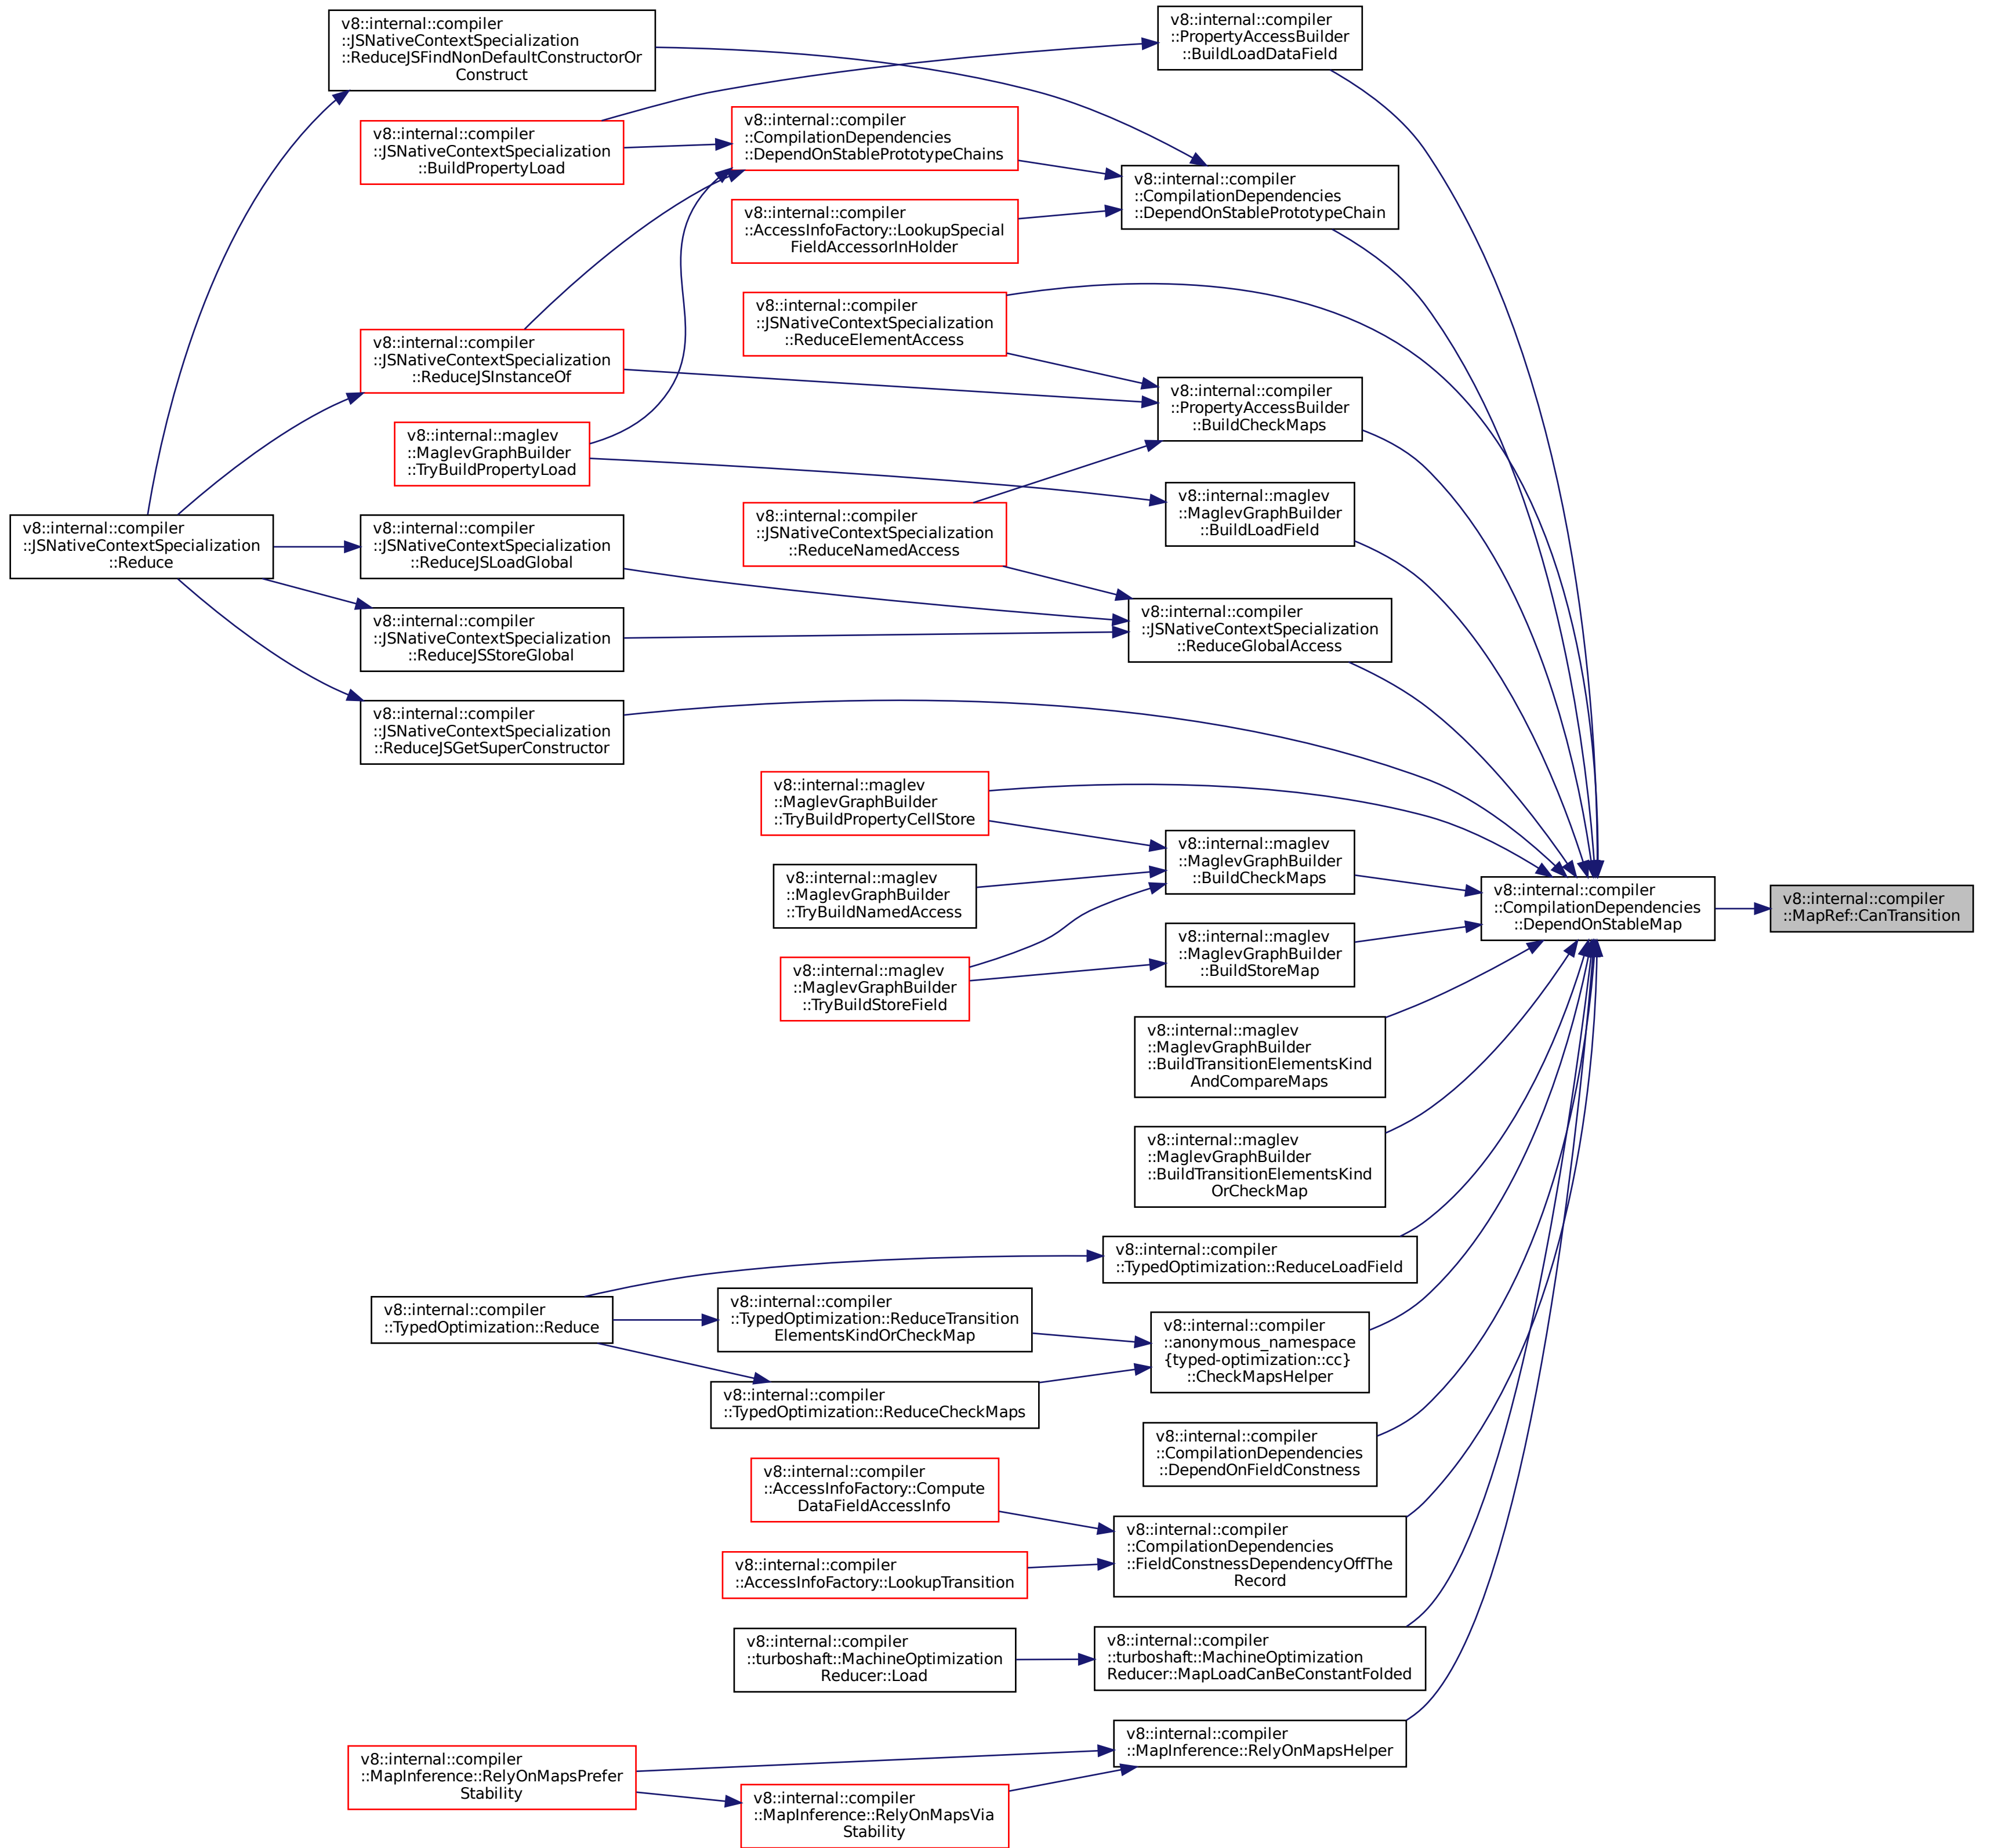 v8::internal::compiler
::JSNativeContextSpecialization
::ReduceJSFindNonDefaultConstructorOr
Construct
v8::internal::compiler
::PropertyAccessBuilder
::BuildLoadDataField
v8::internal::compiler
::JSNativeContextSpecialization
::BuildPropertyLoad
v8::internal::compiler
::CompilationDependencies
::DependOnStablePrototypeChains
v8::internal::compiler
::CompilationDependencies
::DependOnStablePrototypeChain
v8::internal::compiler
::AccessInfoFactory::LookupSpecial
FieldAccessorInHolder
v8::internal::compiler
::JSNativeContextSpecialization
::ReduceElementAccess
v8::internal::compiler
::JSNativeContextSpecialization
::ReduceJSInstanceOf
v8::internal::compiler
::PropertyAccessBuilder
::BuildCheckMaps
v8::internal::maglev
::MaglevGraphBuilder
::TryBuildPropertyLoad
v8::internal::maglev
::MaglevGraphBuilder
::BuildLoadField
v8::internal::compiler
::JSNativeContextSpecialization
::ReduceNamedAccess
v8::internal::compiler
::JSNativeContextSpecialization
::Reduce
v8::internal::compiler
::JSNativeContextSpecialization
::ReduceJSLoadGlobal
v8::internal::compiler
::JSNativeContextSpecialization
::ReduceGlobalAccess
v8::internal::compiler
::JSNativeContextSpecialization
::ReduceJSStoreGlobal
v8::internal::compiler
::JSNativeContextSpecialization
::ReduceJSGetSuperConstructor
v8::internal::maglev
::MaglevGraphBuilder
::TryBuildPropertyCellStore
v8::internal::maglev
::MaglevGraphBuilder
::BuildCheckMaps
v8::internal::maglev
::MaglevGraphBuilder
::TryBuildNamedAccess
v8::internal::compiler
::CompilationDependencies
::DependOnStableMap
v8::internal::compiler
::MapRef::CanTransition
v8::internal::maglev
::MaglevGraphBuilder
::BuildStoreMap
v8::internal::maglev
::MaglevGraphBuilder
::TryBuildStoreField
v8::internal::maglev
::MaglevGraphBuilder
::BuildTransitionElementsKind
AndCompareMaps
v8::internal::maglev
::MaglevGraphBuilder
::BuildTransitionElementsKind
OrCheckMap
v8::internal::compiler
::TypedOptimization::ReduceLoadField
v8::internal::compiler
::TypedOptimization::Reduce
v8::internal::compiler
::TypedOptimization::ReduceTransition
ElementsKindOrCheckMap
v8::internal::compiler
::anonymous_namespace
{typed-optimization::cc}
::CheckMapsHelper
v8::internal::compiler
::TypedOptimization::ReduceCheckMaps
v8::internal::compiler
::CompilationDependencies
::DependOnFieldConstness
v8::internal::compiler
::AccessInfoFactory::Compute
DataFieldAccessInfo
v8::internal::compiler
::CompilationDependencies
::FieldConstnessDependencyOffThe
Record
v8::internal::compiler
::AccessInfoFactory::LookupTransition
v8::internal::compiler
::turboshaft::MachineOptimization
Reducer::Load
v8::internal::compiler
::turboshaft::MachineOptimization
Reducer::MapLoadCanBeConstantFolded
v8::internal::compiler
::MapInference::RelyOnMapsHelper
v8::internal::compiler
::MapInference::RelyOnMapsPrefer
Stability
v8::internal::compiler
::MapInference::RelyOnMapsVia
Stability